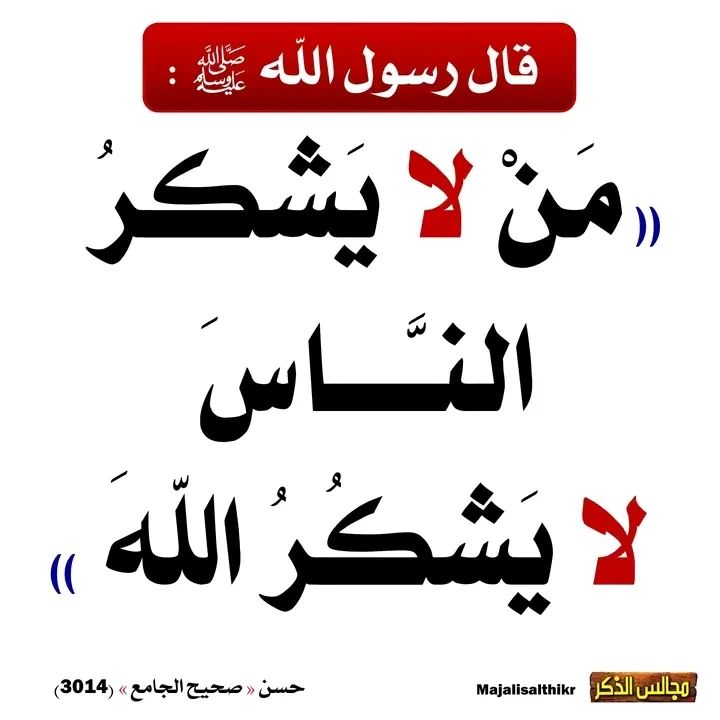 قال رسول الله ﷺ :
(( مَنْ لا يَشكرُ
النَّـــاسَ
لا يَشكُرُ اللّهَ ))
مجالس الذكر Majalisalthikr حسن « صحيح الجامع » (3014)